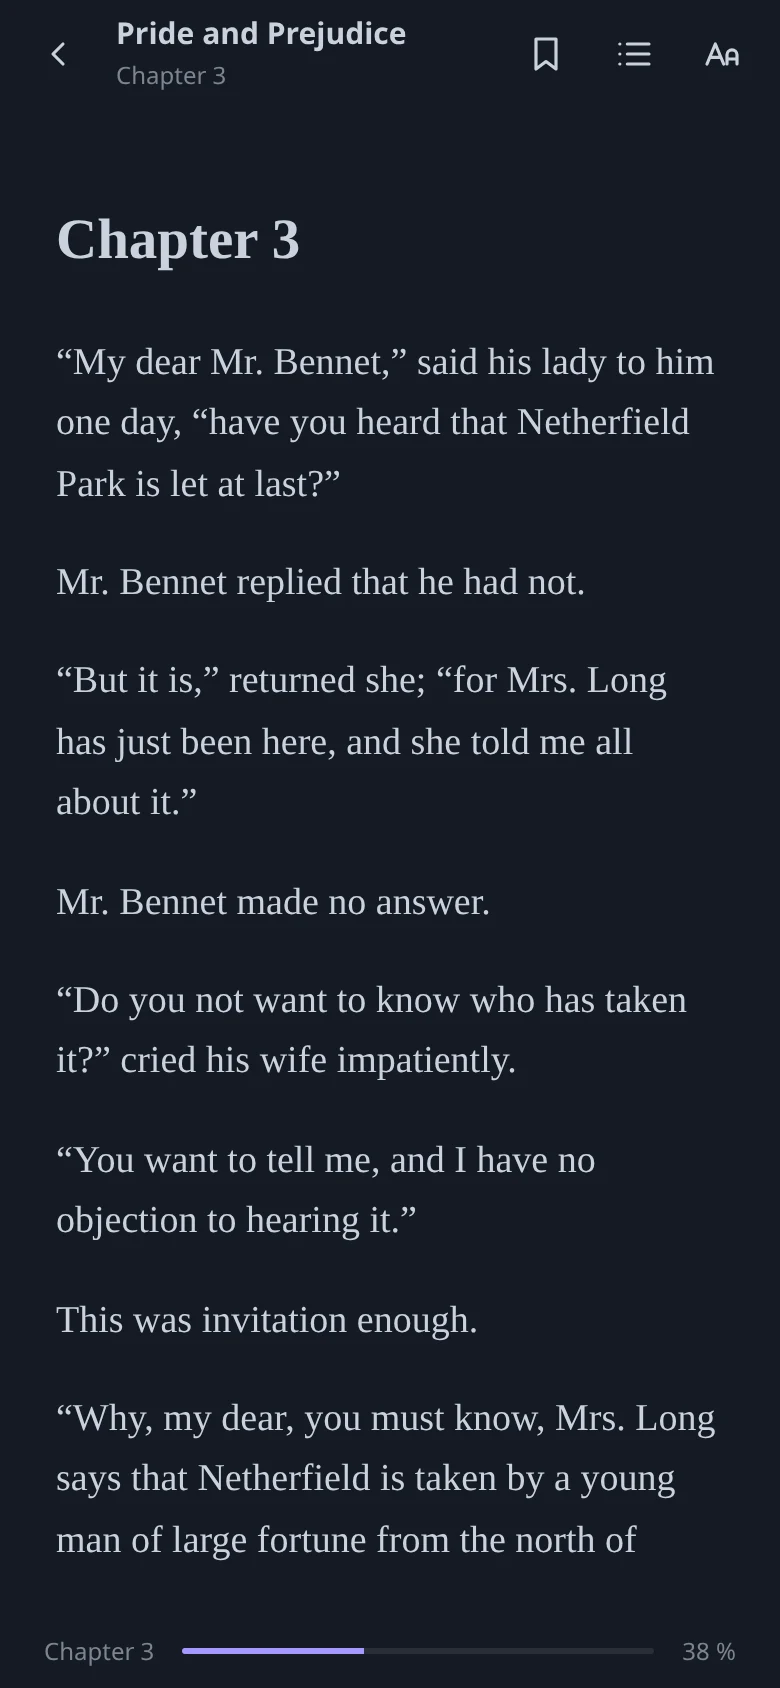 Pride and Prejudice
Chapter 3
AA
Chapter 3
“My dear Mr. Bennet,” said his lady to him
one day, “have you heard that Netherfield
Park is let at last?”
Mr. Bennet replied that he had not.
“But it is,” returned she; “for Mrs. Long
has just been here, and she told me all
about it.”
Mr. Bennet made no answer.
“Do you not want to know who has taken
it?” cried his wife impatiently.
“You want to tell me, and I have no
objection to hearing it.”
This was invitation enough.
“Why, my dear, you must know, Mrs. Long
says that Netherfield is taken by a young
man of large fortune from the north of
Chapter 3
38 %